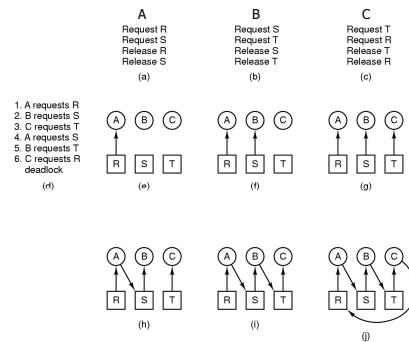 A B C
Request R Request S Request T
Request S Request T Request R
Release R Release S Release T
Release S Release T Release R
(a) (b) (c)
1. A requests R
2. B requests S
3. C requests T
4. A requests S
5. B requests T
6. C requests R
deadlock
(d)
A B C A B C A B C
R S T R S T R S T
(e) (f) (g)
A B C A B C A B C
R S T R S T R S T
(h) (i) (j)